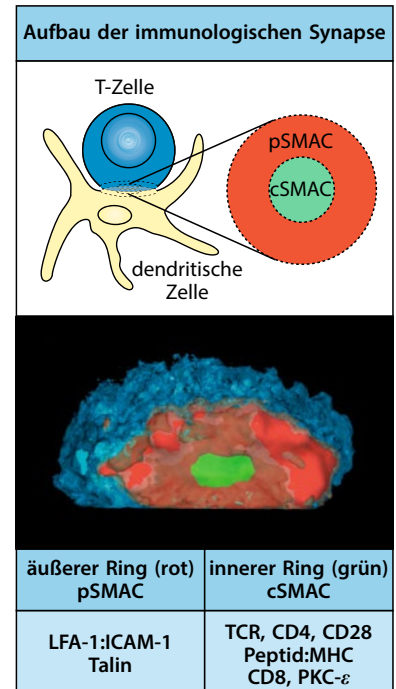 Aufbau der immunologischen Synapse
T-Zelle
pSMAC
cSMAC
dendritische
Zelle
äußerer Ring (rot)
pSMAC
innerer Ring (grün)
cSMAC
LFA-1:ICAM-1
Talin
TCR, CD4, CD28
Peptid:MHC
CD8, PKC-ε